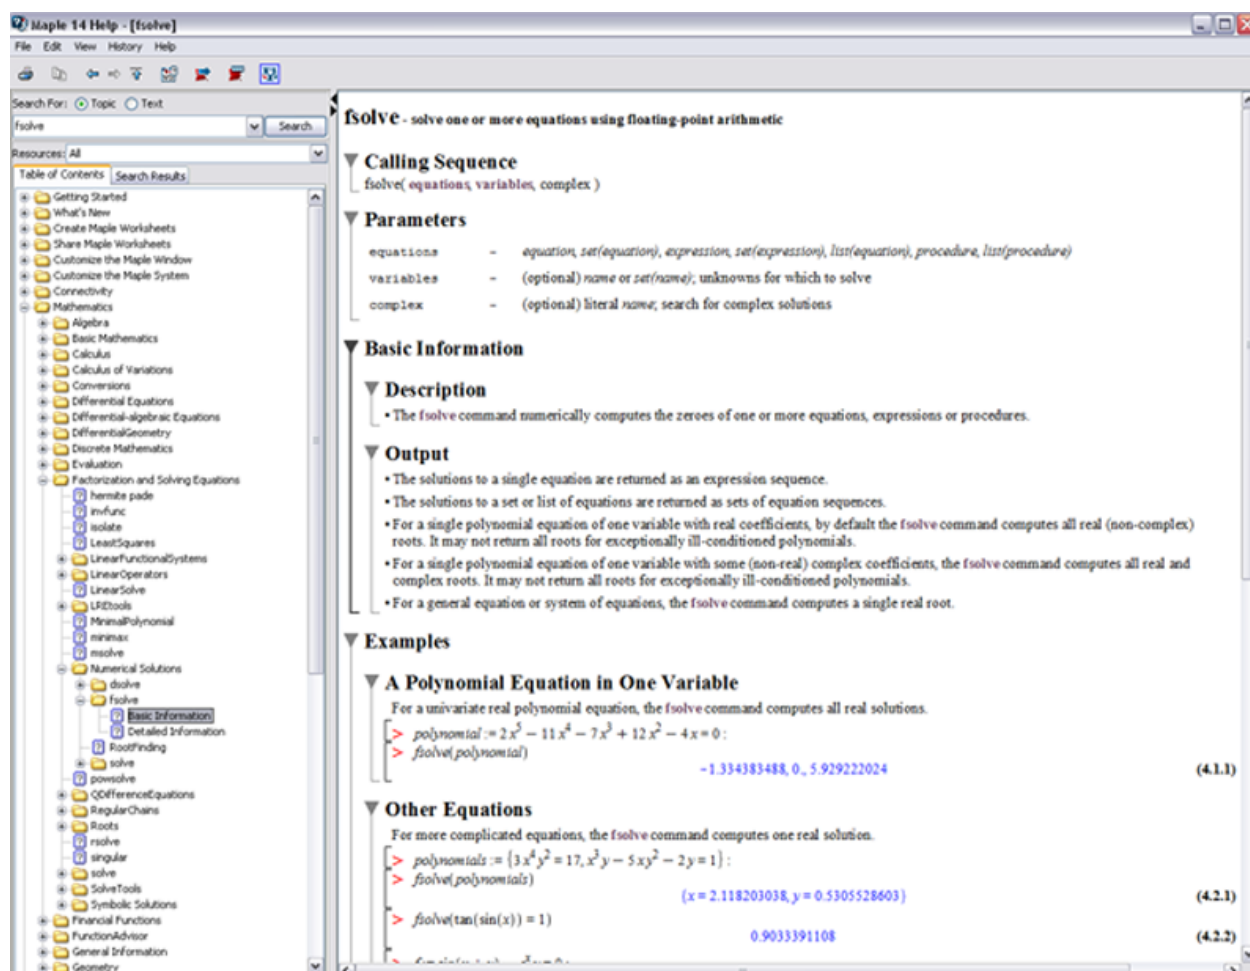 Maple 14 Help - [fsolve]
File Edit View History Help
Search For: Topic Text
fsolve Search
Resources: All
Table of Contents Search Results
Getting Started
What's New
Create Maple Worksheets
Share Maple Worksheets
Customize the Maple Window
Customize the Maple System
Connectivity
Mathematics
Algebra
Basic Mathematics
Calculus
Calculus of Variations
Conversions
Differential Equations
Differential-algebraic Equations
DifferentialGeometry
Discrete Mathematics
Evaluation
Factorization and Solving Equations
hermite pade
invfunc
isolate
LeastSquares
LinearFunctionalSystems
LinearOperators
LinearSolve
LREtools
MinimalPolynomial
minimax
msolve
Numerical Solutions
dsolve
fsolve
Basic Information
Detailed Information
RootFinding
solve
powsolve
QDifferenceEquations
RegularChains
Roots
rsolve
singular
solve
SolveTools
Symbolic Solutions
Financial Functions
FunctionAdvisor
General Information
Geometry
fsolve - solve one or more equations using floating-point arithmetic
Calling Sequence
fsolve( equations, variables, complex )
Parameters
equations - equation, set(equation), expression, set(expression), list(equation), procedure, list(procedure)
variables - (optional) name or set(name); unknowns for which to solve
complex - (optional) literal name; search for complex solutions
Basic Information
Description
• The fsolve command numerically computes the zeroes of one or more equations, expressions or procedures.
Output
• The solutions to a single equation are returned as an expression sequence.
• The solutions to a set or list of equations are returned as sets of equation sequences.
• For a single polynomial equation of one variable with real coefficients, by default the fsolve command computes all real (non-complex)
roots. It may not return all roots for exceptionally ill-conditioned polynomials.
• For a single polynomial equation of one variable with some (non-real) complex coefficients, the fsolve command computes all real and
complex roots. It may not return all roots for exceptionally ill-conditioned polynomials.
• For a general equation or system of equations, the fsolve command computes a single real root.
Examples
A Polynomial Equation in One Variable
For a univariate real polynomial equation, the fsolve command computes all real solutions.
> polynomial := 2x⁵ − 11x⁴ − 7x³ + 12x² − 4x = 0 :
> fsolve(polynomial)
−1.334383488, 0., 5.929222024 (4.1.1)
Other Equations
For more complicated equations, the fsolve command computes one real solution.
> polynomials := {3x⁴y² = 17, x³y − 5xy² − 2y = 1} :
> fsolve(polynomials)
{x = 2.118203038, y = 0.5305528603} (4.2.1)
> fsolve(tan(sin(x)) = 1)
0.9033391108 (4.2.2)